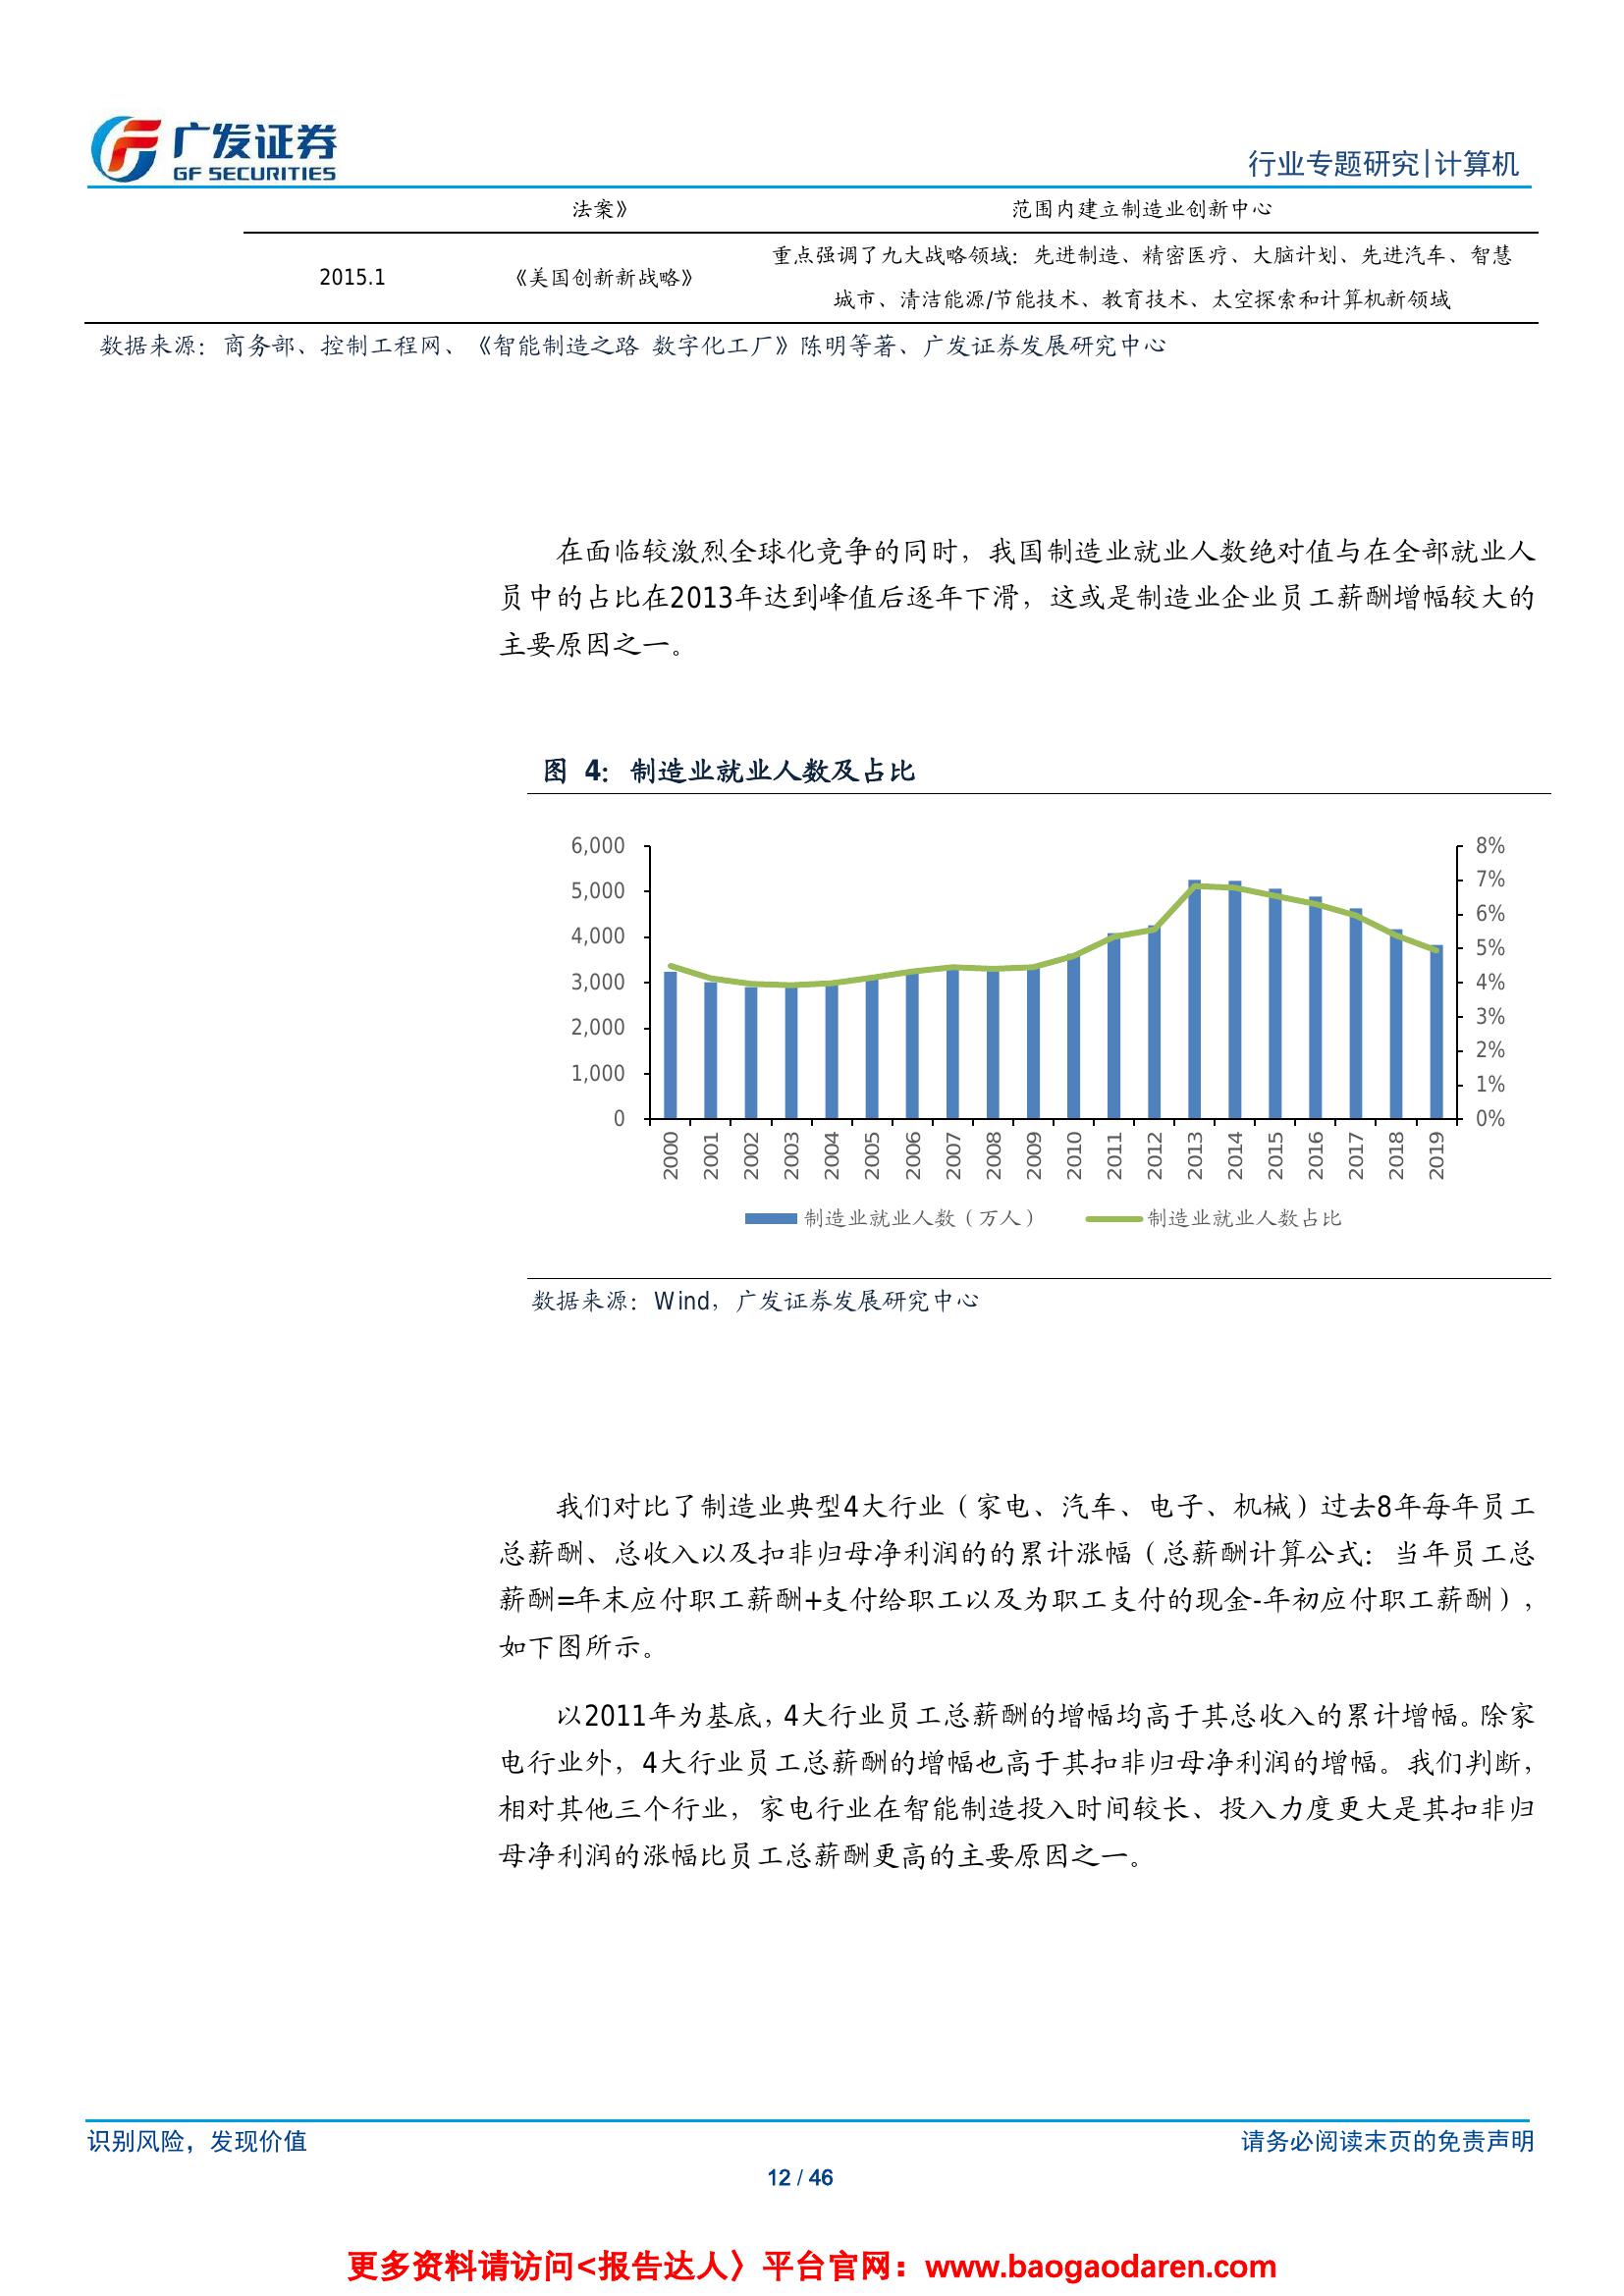 广发证券
GF SECURITIES
行业专题研究|计算机
法案》
范围内建立制造业创新中心
2015.1
《美国创新新战略》
重点强调了九大战略领域：先进制造、精密医疗、大脑计划、先进汽车、智慧
城市、清洁能源/节能技术、教育技术、太空探索和计算机新领域
数据来源：商务部、控制工程网、《智能制造之路 数字化工厂》陈明等著、广发证券发展研究中心
在面临较激烈全球化竞争的同时，我国制造业就业人数绝对值与在全部就业人
员中的占比在2013年达到峰值后逐年下滑，这或是制造业企业员工薪酬增幅较大的
主要原因之一。
图 4：制造业就业人数及占比
6,000
5,000
4,000
3,000
2,000
1,000
0
8%
7%
6%
5%
4%
3%
2%
1%
0%
2000
2001
2002
2003
2004
2005
2006
2007
2008
2009
2010
2011
2012
2013
2014
2015
2016
2017
2018
2019
制造业就业人数（万人）
制造业就业人数占比
数据来源：Wind，广发证券发展研究中心
我们对比了制造业典型4大行业（家电、汽车、电子、机械）过去8年每年员工
总薪酬、总收入以及扣非归母净利润的的累计涨幅（总薪酬计算公式：当年员工总
薪酬=年末应付职工薪酬+支付给职工以及为职工支付的现金-年初应付职工薪酬），
如下图所示。
以2011年为基底，4大行业员工总薪酬的增幅均高于其总收入的累计增幅。除家
电行业外，4大行业员工总薪酬的增幅也高于其扣非归母净利润的增幅。我们判断，
相对其他三个行业，家电行业在智能制造投入时间较长、投入力度更大是其扣非归
母净利润的涨幅比员工总薪酬更高的主要原因之一。
识别风险，发现价值
请务必阅读末页的免责声明
12 / 46
更多资料请访问<报告达人〉平台官网：www.baogaodaren.com